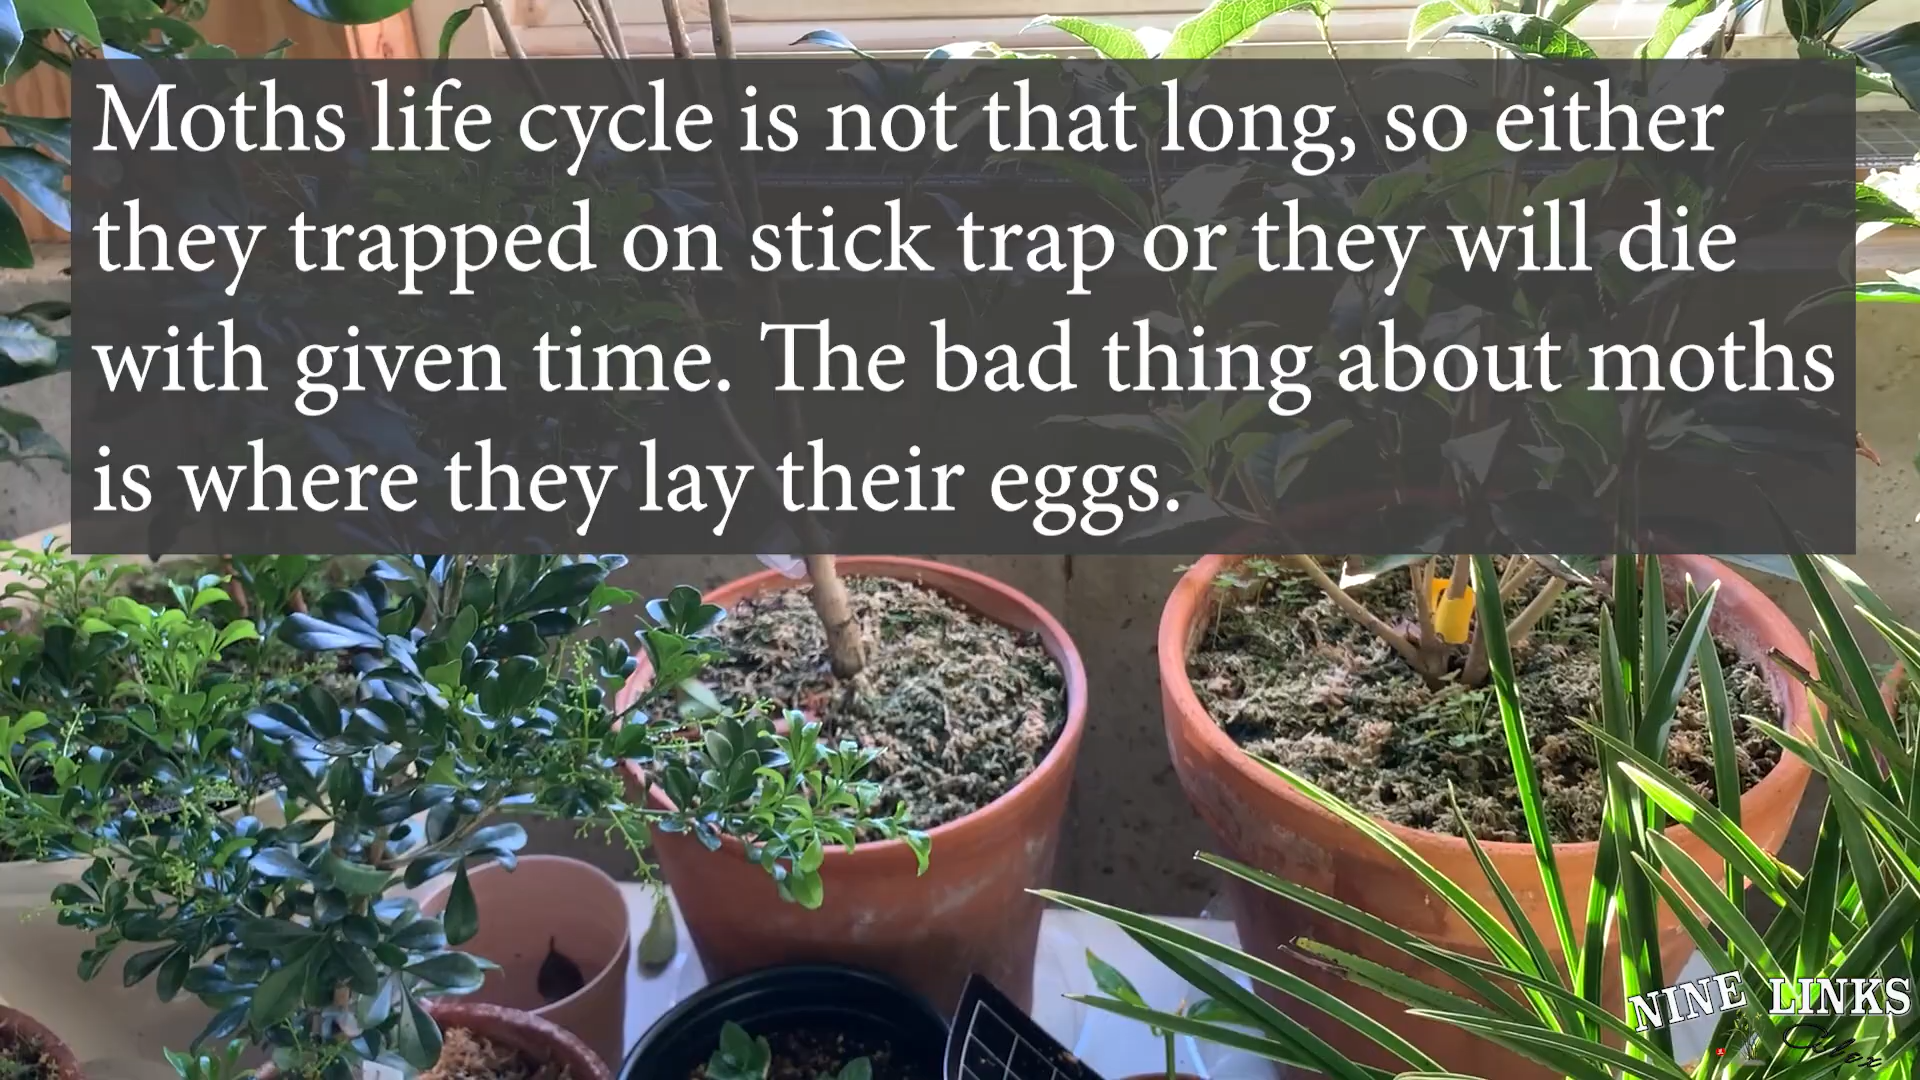 Moths life cycle is not that long, so either
they trapped on stick trap or they will die
with given time. The bad thing about moths
is where they lay their eggs.
NINE LINKS
Alex